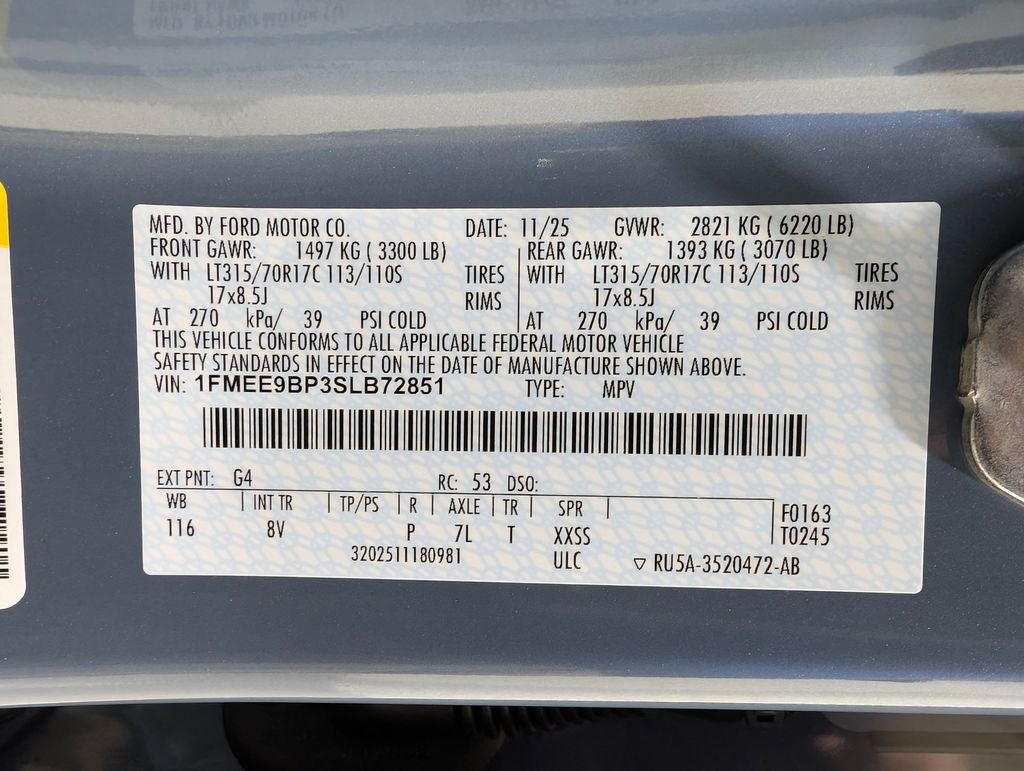 MFD. BY FORD MOTOR CO. DATE: 11/25 GVWR: 2821 KG ( 6220 LB)
FRONT GAWR: 1497 KG ( 3300 LB) REAR GAWR: 1393 KG ( 3070 LB)
WITH LT315/70R17C 113/110S TIRES WITH LT315/70R17C 113/110S TIRES
17x8.5J RIMS 17x8.5J RIMS
AT 270 kPa/ 39 PSI COLD AT 270 kPa/ 39 PSI COLD
THIS VEHICLE CONFORMS TO ALL APPLICABLE FEDERAL MOTOR VEHICLE
SAFETY STANDARDS IN EFFECT ON THE DATE OF MANUFACTURE SHOWN ABOVE.
VIN: 1FMEE9BP3SLB72851 TYPE: MPV
EXT PNT: G4 RC: 53 DSO:
WB | INT TR | TP/PS | R | AXLE | TR | SPR | F0163
116 8V P 7L T XXSS T0245
3202511180981 ULC ▽ RU5A-3520472-AB